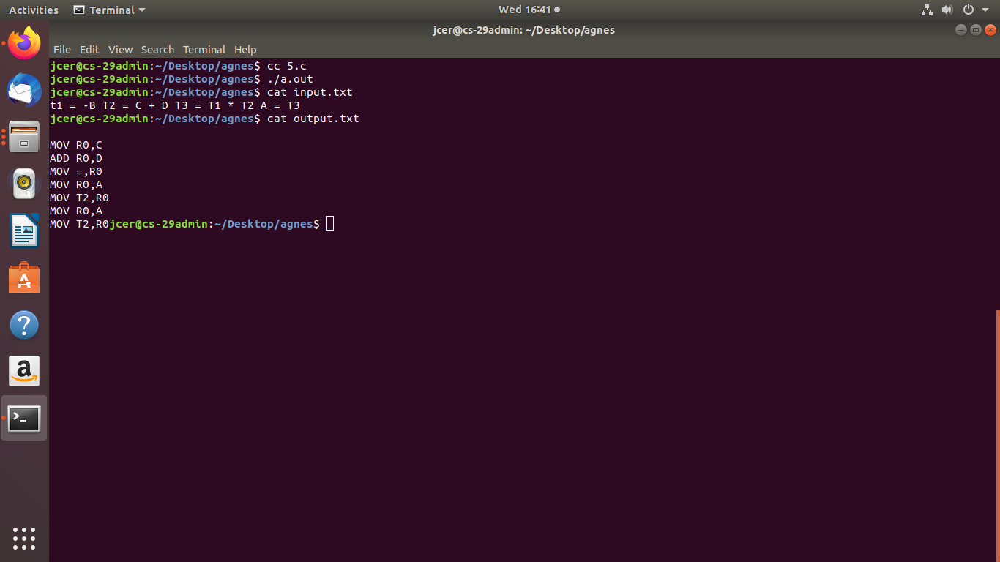 Activities Terminal Wed 16:41
jcer@cs-29admin: ~/Desktop/agnes
File Edit View Search Terminal Help
jcer@cs-29admin:~/Desktop/agnes$ cc 5.c
jcer@cs-29admin:~/Desktop/agnes$ ./a.out
jcer@cs-29admin:~/Desktop/agnes$ cat input.txt
t1 = -B T2 = C + D T3 = T1 * T2 A = T3
jcer@cs-29admin:~/Desktop/agnes$ cat output.txt
MOV R0,C
ADD R0,D
MOV =,R0
MOV R0,A
MOV T2,R0
MOV R0,A
MOV T2,R0jcer@cs-29admin:~/Desktop/agnes$